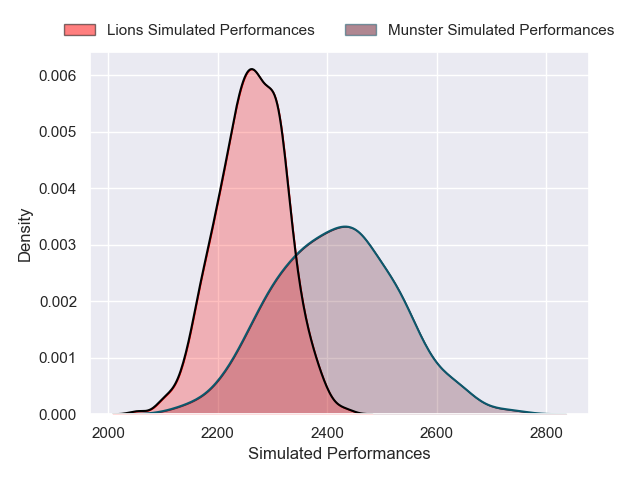 Lions Simulated Performances Munster Simulated Performances
0.006
0.005
0.004
0.003
0.002
0.001
0.000
Density
2000 2200 2400 2600 2800
Simulated Performances